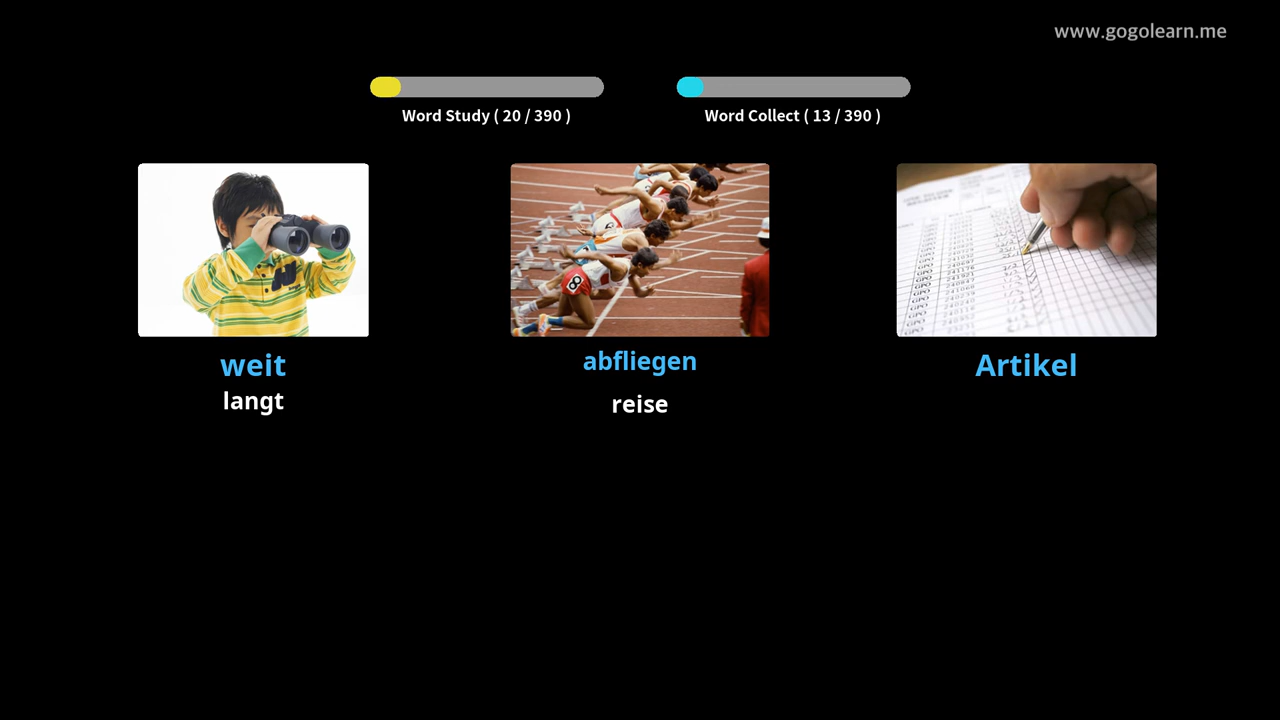 www.gogolearn.me
Word Study ( 20 / 390 )
Word Collect ( 13 / 390 )
weit
langt
abfliegen
reise
Artikel